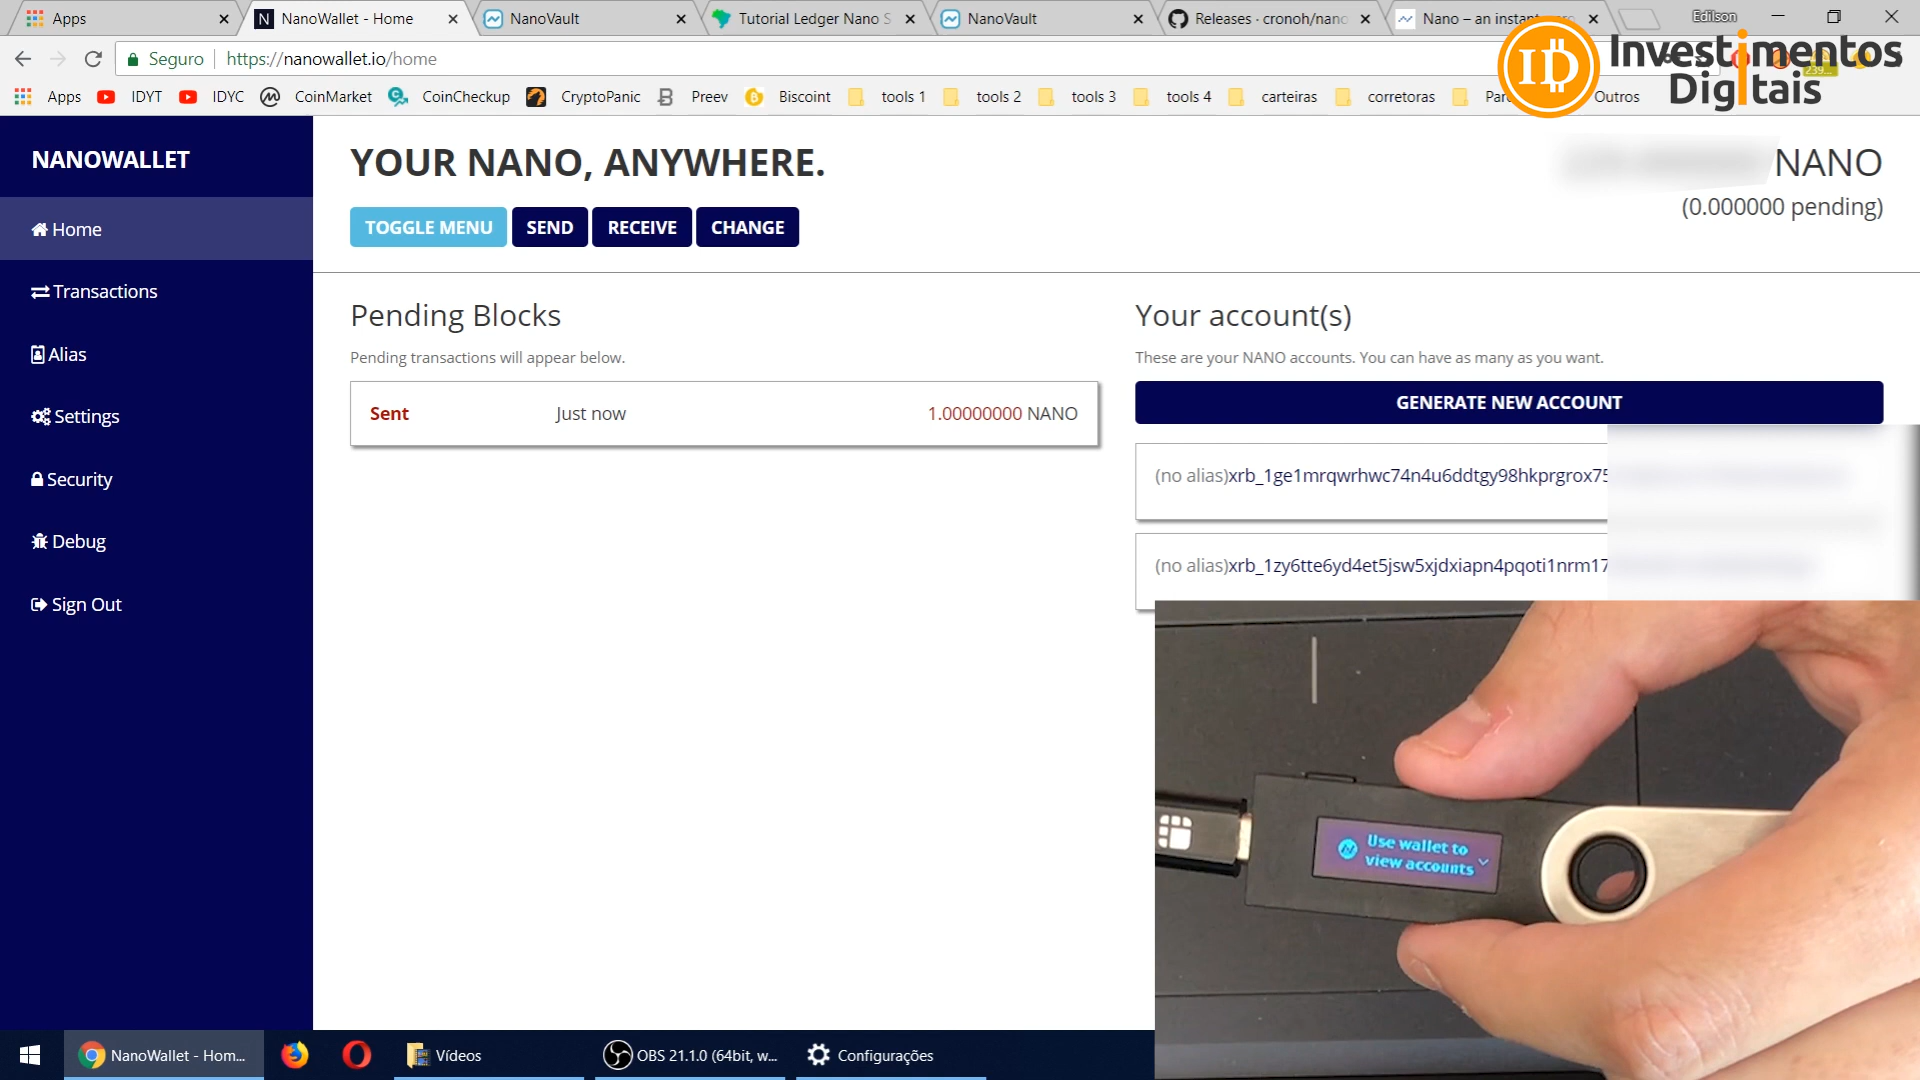 Apps
NanoWallet - Home
NanoVault
Tutorial Ledger Nano S
NanoVault
Releases · cronoh/nano
Nano – an instant
Edilson
Seguro
https://nanowallet.io/home
Apps
IDYT
IDYC
CoinMarket
CoinCheckup
CryptoPanic
Preev
Biscoint
tools 1
tools 2
tools 3
tools 4
carteiras
corretoras
Outros
Investimentos
Digitais
NANOWALLET
Home
Transactions
Alias
Settings
Security
Debug
Sign Out
YOUR NANO, ANYWHERE.
TOGGLE MENU
SEND
RECEIVE
CHANGE
NANO
(0.000000 pending)
Pending Blocks
Pending transactions will appear below.
Sent
Just now
1.00000000 NANO
Your account(s)
These are your NANO accounts. You can have as many as you want.
GENERATE NEW ACCOUNT
(no alias)xrb_1ge1mrqwrhwc74n4u6ddtgy98hkprgrox75
(no alias)xrb_1zy6tte6yd4et5jsw5xjdxiapn4pqoti1nrm17
Use wallet to
view accounts
NanoWallet - Hom...
Vídeos
OBS 21.1.0 (64bit, w...
Configurações